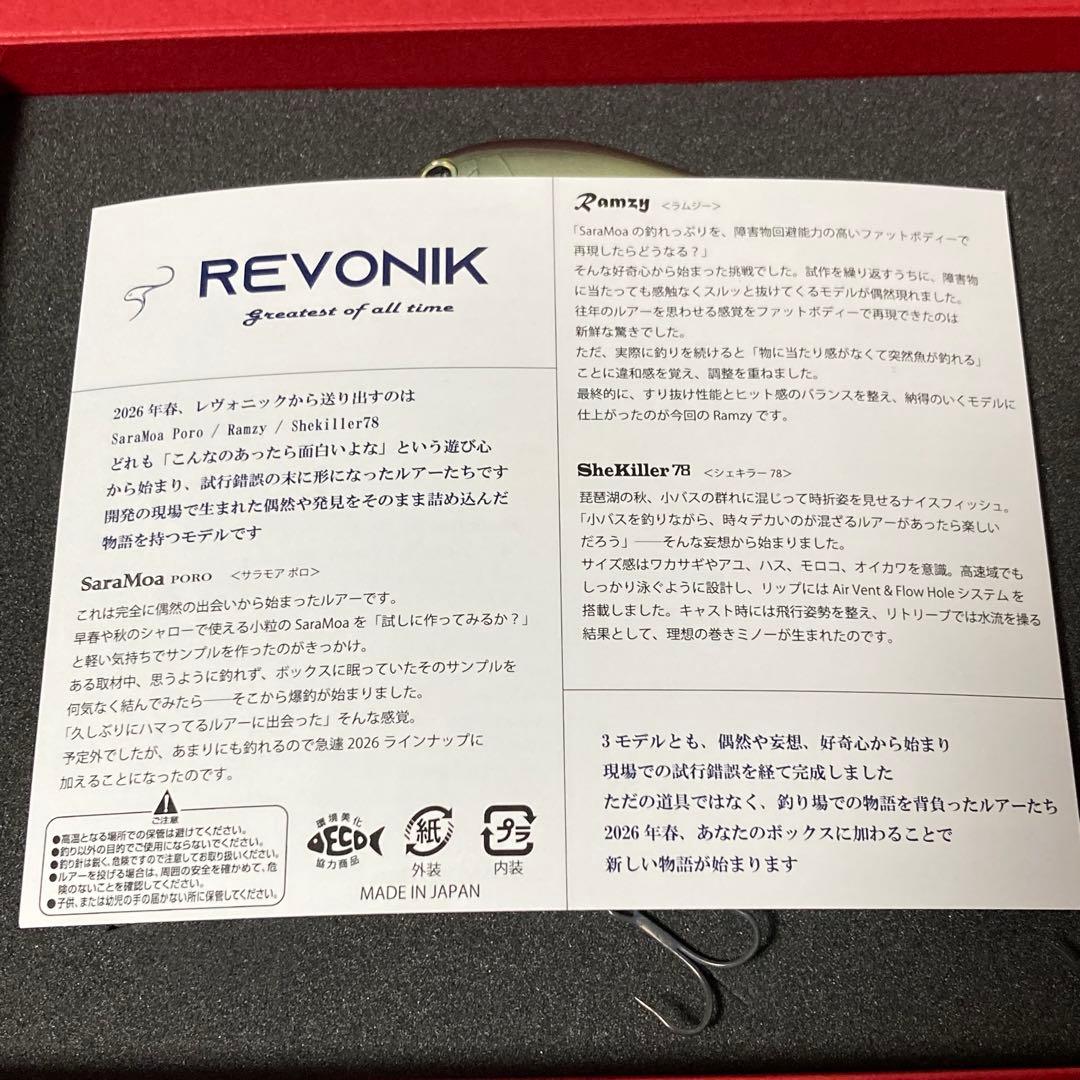 REVONIK
Greatest of all time
2026年春、レヴォニックから送り出すのは
SaraMoa Poro / Ramzy / Shekiller78
どれも「こんなのあったら面白いよな」という遊び心
から始まり、試行錯誤の末に形になったルアーたちです
開発の現場で生まれた偶然や発見をそのまま詰め込んだ
物語を持つモデルです
SaraMoa PORO <サラモア ポロ>
これは完全に偶然の出会いから始まったルアーです。
早春や秋のシャローで使える小粒のSaraMoaを「試しに作ってみるか?」
と軽い気持ちでサンプルを作ったのがきっかけ。
ある取材中、思うように釣れず、ボックスに眠っていたそのサンプルを
何気なく結んでみたら――そこから爆釣が始まりました。
「久しぶりにハマってるルアーに出会った」そんな感覚。
予定外でしたが、あまりにも釣れるので急遽2026ラインナップに
加えることになったのです。
ご注意
●高温となる場所での保管は避けてください。
●釣り以外の目的でご使用にならないでください。
●釣り針は鋭く、危険ですので注意してお取り扱いください。
●ルアーを投げる場合は、周囲の安全を確かめて、危
険のないことを確認してください。
●子供、または幼児の手の届かない所に保管してください。
環境美化
DECO
協力商品
紙
外装
プラ
内装
MADE IN JAPAN
Ramzy <ラムジー>
「SaraMoaの釣れっぷりを、障害物回避能力の高いファットボディーで
再現したらどうなる?」
そんな好奇心から始まった挑戦でした。試作を繰り返すうちに、障害物
に当たっても感触なくスルッと抜けてくるモデルが偶然現れました。
往年のルアーを思わせる感覚をファットボディーで再現できたのは
新鮮な驚きでした。
ただ、実際に釣りを続けると「物に当たり感がなくて突然魚が釣れる」
ことに違和感を覚え、調整を重ねました。
最終的に、すり抜け性能とヒット感のバランスを整え、納得のいくモデルに
仕上がったのが今回のRamzyです。
SheKiller 78 <シェキラー78>
琵琶湖の秋、小バスの群れに混じって時折姿を見せるナイスフィッシュ。
「小バスを釣りながら、時々デカいのが混ざるルアーがあったら楽しい
だろう」――そんな妄想から始まりました。
サイズ感はワカサギやアユ、ハス、モロコ、オイカワを意識。高速域でも
しっかり泳ぐように設計し、リップにはAir Vent & Flow Holeシステムを
搭載しました。キャスト時には飛行姿勢を整え、リトリーブでは水流を操る
結果として、理想の巻きミノーが生まれたのです。
3モデルとも、偶然や妄想、好奇心から始まり
現場での試行錯誤を経て完成しました
ただの道具ではなく、釣り場での物語を背負ったルアーたち
2026年春、あなたのボックスに加わることで
新しい物語が始まります